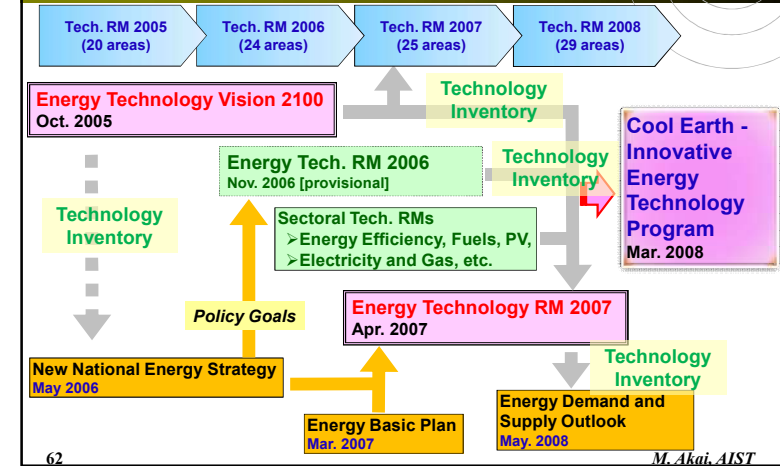 Tech. RM 2005
(20 areas)
Tech. RM 2006
(24 areas)
Tech. RM 2007
(25 areas)
Tech. RM 2008
(29 areas)
Energy Technology Vision 2100
Oct. 2005
Technology
Inventory
Cool Earth -
Innovative
Energy
Technology
Program
Mar. 2008
Energy Tech. RM 2006
Nov. 2006 [provisional]
Technology
Inventory
Technology
Inventory
Sectoral Tech. RMs
➢Energy Efficiency, Fuels, PV,
➢Electricity and Gas, etc.
Policy Goals
Energy Technology RM 2007
Apr. 2007
New National Energy Strategy
May 2006
Technology
Inventory
Energy Basic Plan
Mar. 2007
Energy Demand and
Supply Outlook
May. 2008
62
M. Akai, AIST